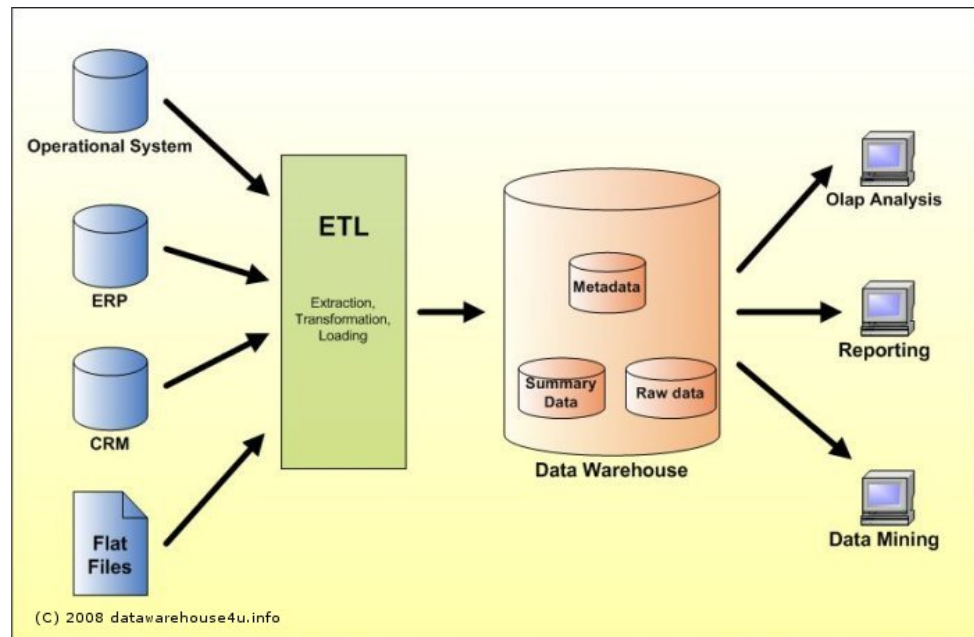 Operational System
ERP
CRM
Flat
Files
ETL
Extraction,
Transformation,
Loading
Metadata
Summary
Data
Raw data
Data Warehouse
Olap Analysis
Reporting
Data Mining
(C) 2008 datawarehouse4u.info